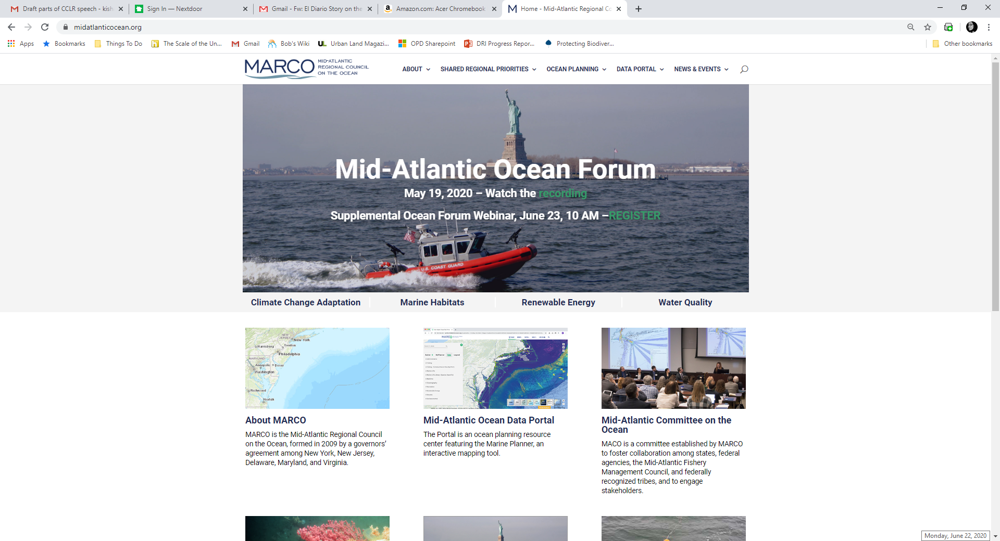 Draft parts of CCLR speech - kish
Sign In — Nextdoor
Gmail - Fw: El Diario Story on the
Amazon.com: Acer Chromebook
Home - Mid-Atlantic Regional Co
midatlanticocean.org
Apps
Bookmarks
Things To Do
The Scale of the Un...
Gmail
Bob's Wiki
UL
Urban Land Magazi...
OPD Sharepoint
DRI Progress Repor...
Protecting Biodiver...
Other bookmarks
MARCO
MID-ATLANTIC
REGIONAL COUNCIL
ON THE OCEAN
ABOUT
SHARED REGIONAL PRIORITIES
OCEAN PLANNING
DATA PORTAL
NEWS & EVENTS
Mid-Atlantic Ocean Forum
May 19, 2020 – Watch the recording
Supplemental Ocean Forum Webinar, June 23, 10 AM –REGISTER
U.S. COAST GUARD
Climate Change Adaptation
Marine Habitats
Renewable Energy
Water Quality
NEW
JERSEY
New York
Harrisburg
Trenton
Philadelphia
MARYLAND
Annapolis
Dover
Washington
Richmond
Norfolk
MARCO
About MARCO
MARCO is the Mid-Atlantic Regional Council
on the Ocean, formed in 2009 by a governors’
agreement among New York, New Jersey,
Delaware, Maryland, and Virginia.
Mid-Atlantic Ocean Data Portal
The Portal is an ocean planning resource
center featuring the Marine Planner, an
interactive mapping tool.
Mid-Atlantic Committee on the
Ocean
MACO is a committee established by MARCO
to foster collaboration among states, federal
agencies, the Mid-Atlantic Fishery
Management Council, and federally
recognized tribes, and to engage
stakeholders.
Monday, June 22, 2020